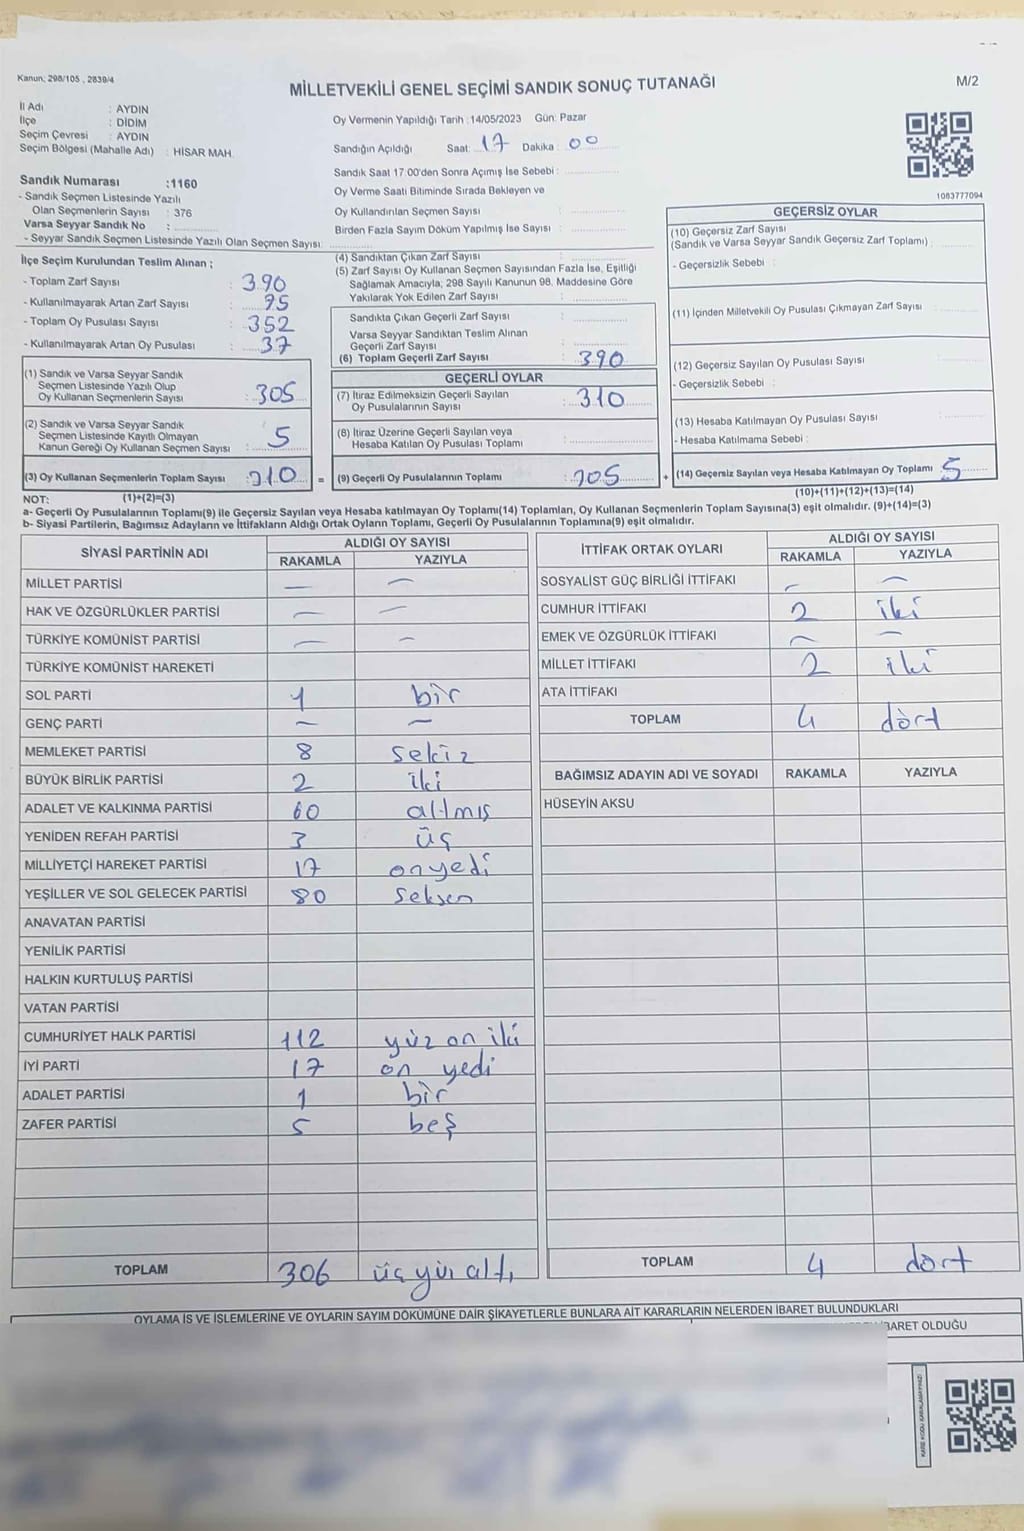 Kanun; 298/105 , 2839/4
MİLLETVEKİLİ GENEL SEÇİMİ SANDIK SONUÇ TUTANAĞI
M/2
İl Adı : AYDIN
İlçe : DİDİM
Seçim Çevresi : AYDIN
Seçim Bölgesi (Mahalle Adı) : HİSAR MAH.
Sandık Numarası :1160
- Sandık Seçmen Listesinde Yazılı
Olan Seçmenlerin Sayısı : 376
Varsa Seyyar Sandık No :
- Seyyar Sandık Seçmen Listesinde Yazılı Olan Seçmen Sayısı:
Oy Vermenin Yapıldığı Tarih :14/05/2023 Gün: Pazar
Sandığın Açıldığı Saat: 17 Dakika : 00
Sandık Saat 17.00'den Sonra Açılmış İse Sebebi :
Oy Verme Saati Bitiminde Sırada Bekleyen ve
Oy Kullandırılan Seçmen Sayısı :
Birden Fazla Sayım Döküm Yapılmış İse Sayısı :
1083777094
İlçe Seçim Kurulundan Teslim Alınan ;
- Toplam Zarf Sayısı : 390
- Kullanılmayarak Artan Zarf Sayısı : 95
- Toplam Oy Pusulası Sayısı : 352
- Kullanılmayarak Artan Oy Pusulası : 37
(1) Sandık ve Varsa Seyyar Sandık
Seçmen Listesinde Yazılı Olup
Oy Kullanan Seçmenlerin Sayısı : 305
(2) Sandık ve Varsa Seyyar Sandık
Seçmen Listesinde Kayıtlı Olmayan
Kanun Gereği Oy Kullanan Seçmen Sayısı : 5
(3) Oy Kullanan Seçmenlerin Toplam Sayısı : 310 =
(4) Sandıktan Çıkan Zarf Sayısı :
(5) Zarf Sayısı Oy Kullanan Seçmen Sayısından Fazla İse, Eşitliği
Sağlamak Amacıyla; 298 Sayılı Kanunun 98. Maddesine Göre
Yakılarak Yok Edilen Zarf Sayısı :
Sandıkta Çıkan Geçerli Zarf Sayısı :
Varsa Seyyar Sandıktan Teslim Alınan
Geçerli Zarf Sayısı :
(6) Toplam Geçerli Zarf Sayısı : 390
GEÇERLİ OYLAR
(7) İtiraz Edilmeksizin Geçerli Sayılan
Oy Pusulalarının Sayısı : 310
(8) İtiraz Üzerine Geçerli Sayılan veya
Hesaba Katılan Oy Pusulası Toplamı :
(9) Geçerli Oy Pusulalarının Toplamı : 305 +
GEÇERSİZ OYLAR
(10) Geçersiz Zarf Sayısı
(Sandık ve Varsa Seyyar Sandık Geçersiz Zarf Toplamı) :
- Geçersizlik Sebebi :
(11) İçinden Milletvekili Oy Pusulası Çıkmayan Zarf Sayısı :
(12) Geçersiz Sayılan Oy Pusulası Sayısı :
- Geçersizlik Sebebi :
(13) Hesaba Katılmayan Oy Pusulası Sayısı :
- Hesaba Katılmama Sebebi :
(14) Geçersiz Sayılan veya Hesaba Katılmayan Oy Toplamı : 5
NOT: (1)+(2)=(3)
(10)+(11)+(12)+(13)=(14)
a- Geçerli Oy Pusulalarının Toplamı(9) ile Geçersiz Sayılan veya Hesaba katılmayan Oy Toplamı(14) Toplamları, Oy Kullanan Seçmenlerin Toplam Sayısına(3) eşit olmalıdır. (9)+(14)=(3)
b- Siyasi Partilerin, Bağımsız Adayların ve İttifakların Aldığı Ortak Oyların Toplamı, Geçerli Oy Pusulalarının Toplamına(9) eşit olmalıdır.
SİYASİ PARTİNİN ADI ALDIĞI OY SAYISI
RAKAMLA YAZIYLA
MİLLET PARTİSİ — —
HAK VE ÖZGÜRLÜKLER PARTİSİ — —
TÜRKİYE KOMÜNİST PARTİSİ — —
TÜRKİYE KOMÜNİST HAREKETİ
SOL PARTİ 1 bir
GENÇ PARTİ — —
MEMLEKET PARTİSİ 8 sekiz
BÜYÜK BİRLİK PARTİSİ 2 iki
ADALET VE KALKINMA PARTİSİ 60 altmış
YENİDEN REFAH PARTİSİ 3 üç
MİLLİYETÇİ HAREKET PARTİSİ 17 onyedi
YEŞİLLER VE SOL GELECEK PARTİSİ 80 seksen
ANAVATAN PARTİSİ
YENİLİK PARTİSİ
HALKIN KURTULUŞ PARTİSİ
VATAN PARTİSİ
CUMHURİYET HALK PARTİSİ 112 yüz on iki
İYİ PARTİ 17 on yedi
ADALET PARTİSİ 1 bir
ZAFER PARTİSİ 5 beş
TOPLAM 306 üç yüz altı
İTTİFAK ORTAK OYLARI ALDIĞI OY SAYISI
RAKAMLA YAZIYLA
SOSYALİST GÜÇ BİRLİĞİ İTTİFAKI — —
CUMHUR İTTİFAKI 2 iki
EMEK VE ÖZGÜRLÜK İTTİFAKI — —
MİLLET İTTİFAKI 2 iki
ATA İTTİFAKI
TOPLAM 4 dört
BAĞIMSIZ ADAYIN ADI VE SOYADI RAKAMLA YAZIYLA
HÜSEYİN AKSU
TOPLAM 4 dört
OYLAMA İŞ VE İŞLEMLERİNE VE OYLARIN SAYIM DÖKÜMÜNE DAİR ŞİKAYETLERLE BUNLARA AİT KARARLARIN NELERDEN İBARET BULUNDUKLARI
İBARET OLDUĞU